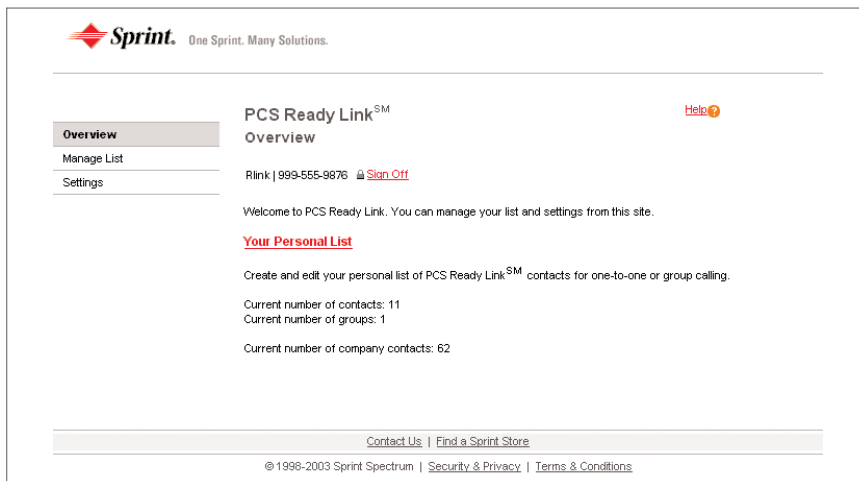 Sprint. One Sprint. Many Solutions.
Overview
Manage List
Settings
PCS Ready Link℠
Help?
Overview
Rlink | 999-555-9876 Sign Off
Welcome to PCS Ready Link. You can manage your list and settings from this site.
Your Personal List
Create and edit your personal list of PCS Ready Link℠ contacts for one-to-one or group calling.
Current number of contacts: 11
Current number of groups: 1
Current number of company contacts: 62
Contact Us | Find a Sprint Store
© 1998-2003 Sprint Spectrum | Security & Privacy | Terms & Conditions